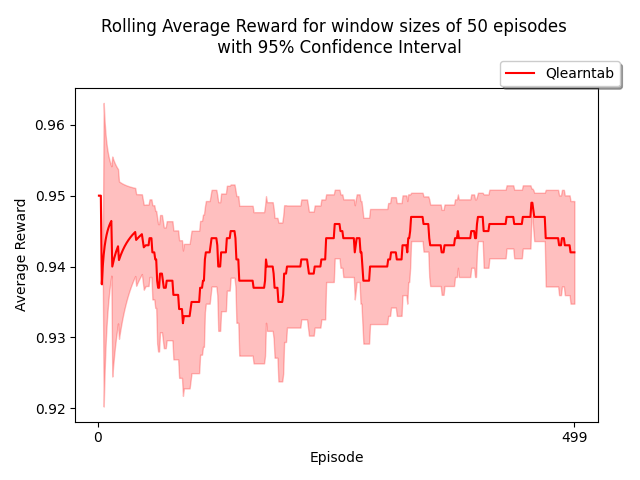 Rolling Average Reward for window sizes of 50 episodes
with 95% Confidence Interval
Qlearntab
0.96
0.95
0.94
0.93
0.92
Average Reward
0
499
Episode